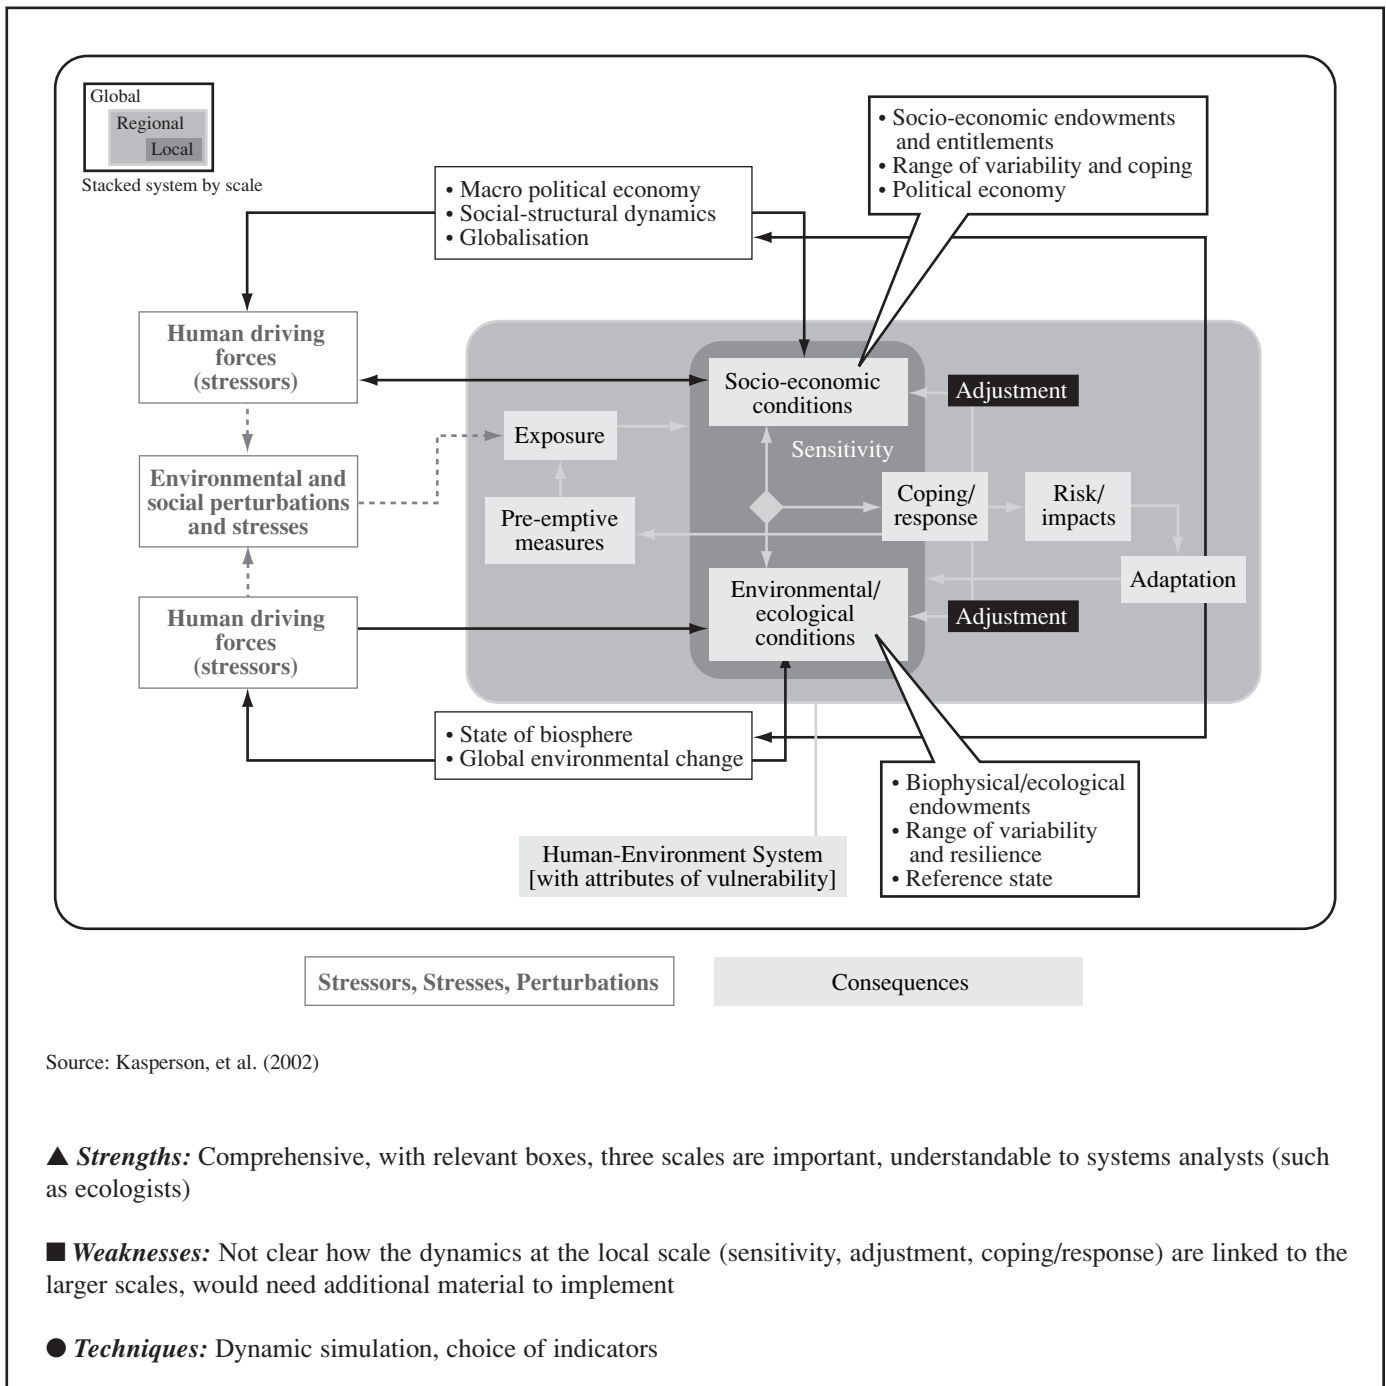 Global
Regional
Local
Stacked system by scale
• Macro political economy
• Social-structural dynamics
• Globalisation
• Socio-economic endowments
and entitlements
• Range of variability and coping
• Political economy
Human driving
forces
(stressors)
Environmental and
social perturbations
and stresses
Human driving
forces
(stressors)
Exposure
Pre-emptive
measures
Socio-economic
conditions
Sensitivity
Environmental/
ecological
conditions
Adjustment
Coping/
response
Risk/
impacts
Adaptation
Adjustment
• State of biosphere
• Global environmental change
• Biophysical/ecological
endowments
• Range of variability
and resilience
• Reference state
Human-Environment System
[with attributes of vulnerability]
Stressors, Stresses, Perturbations
Consequences
Source: Kasperson, et al. (2002)
▲ Strengths: Comprehensive, with relevant boxes, three scales are important, understandable to systems analysts (such
as ecologists)
■ Weaknesses: Not clear how the dynamics at the local scale (sensitivity, adjustment, coping/response) are linked to the
larger scales, would need additional material to implement
● Techniques: Dynamic simulation, choice of indicators